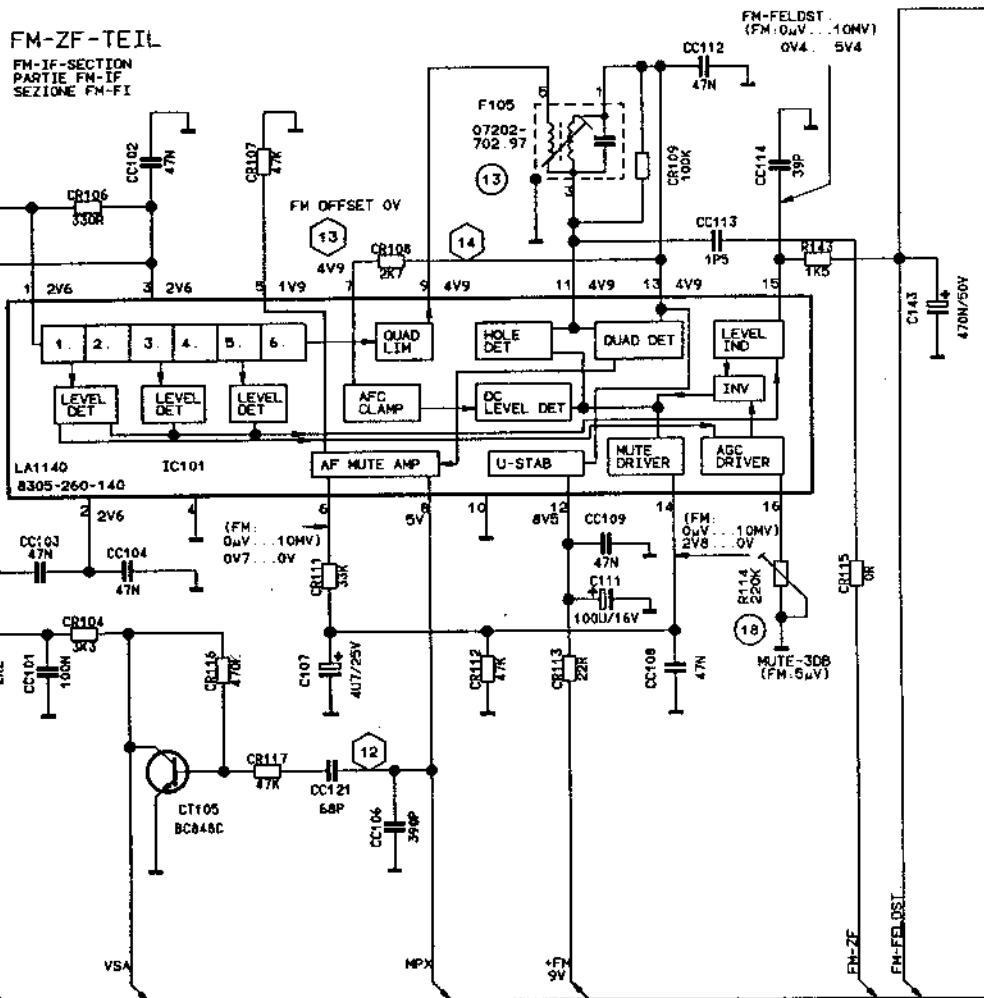 FM-ZF-TEIL
FM-IF-SECTION
PARTIE FM-IF
SEZIONE FM-FI
FM-FELDST.
(FM:0µV...10MV)
0V4. 5V4
CC112
47N
F105
07202-
702.97
13
5
1
3
CR109
100K
CC114
39P
CC102
47N
CR107
47K
CR106
330R
FM OFFSET 0V
13
4V9
CR108
2K7
14
CC113
1P5
R143
1K5
C143
470N/50V
1
2V6
3
2V6
5
1V9
7
9
4V9
11
4V9
13
4V9
15
1.
2.
3.
4.
5.
6.
QUAD
LIM
HOLE
DET
QUAD DET
LEVEL
IND
LEVEL
DET
LEVEL
DET
LEVEL
DET
AFC
CLAMP
DC
LEVEL DET
INV
LA1140
8305-260-140
IC101
AF MUTE AMP
U-STAB
MUTE
DRIVER
AGC
DRIVER
2
2V6
4
6
8
5V
10
12
8V5
14
16
(FM:
0µV...10MV)
0V7...0V
CC109
47N
(FM:
0µV...10MV)
2V8...0V
CC103
47N
CC104
47N
CR111
33K
C111
100U/16V
R114
220K
CR115
0R
18
MUTE-3DB
(FM:5µV)
CR104
3K3
CC101
100N
CR116
470K
C107
4U7/25V
CR112
47K
CR113
22R
CC108
47N
CR117
47K
12
CC121
68P
CC106
390P
CT105
BC848C
VSA
MPX
+FM
9V
FM-ZF
FM-FELDST.